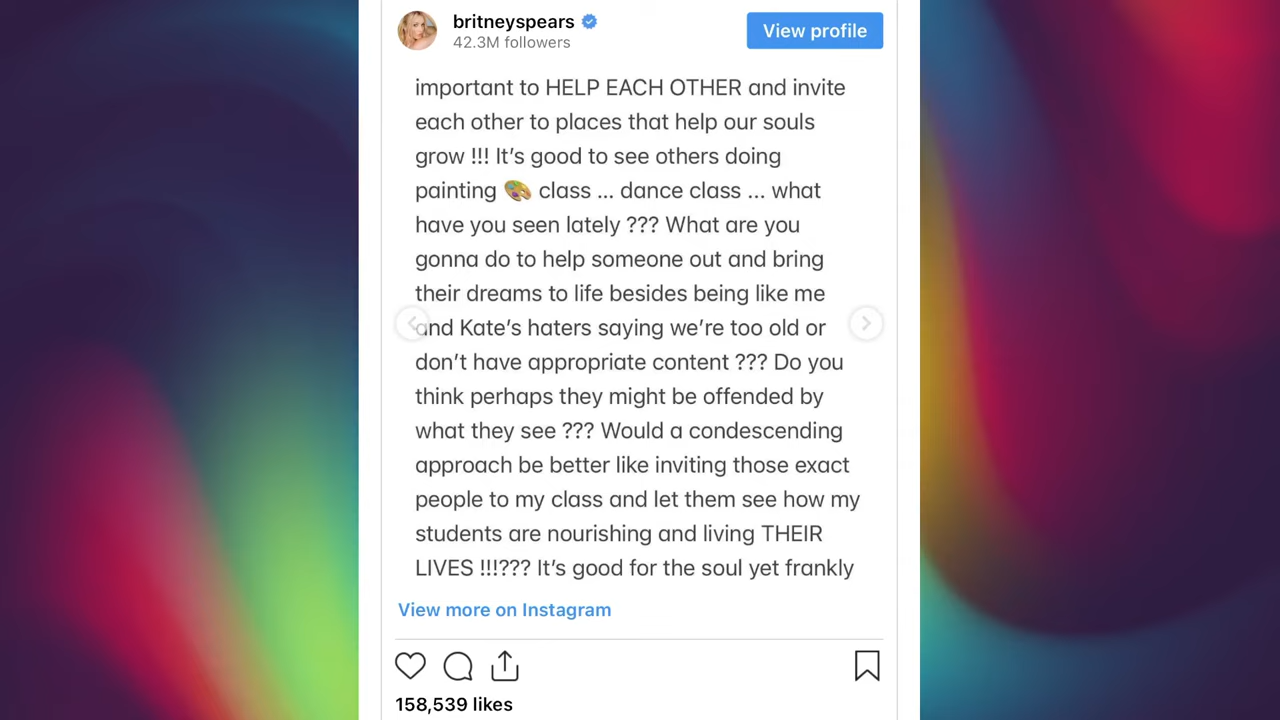 britneyspears
42.3M followers
View profile
important to HELP EACH OTHER and invite
each other to places that help our souls
grow !!! It’s good to see others doing
painting 🎨 class ... dance class ... what
have you seen lately ??? What are you
gonna do to help someone out and bring
their dreams to life besides being like me
and Kate’s haters saying we’re too old or
don’t have appropriate content ??? Do you
think perhaps they might be offended by
what they see ??? Would a condescending
approach be better like inviting those exact
people to my class and let them see how my
students are nourishing and living THEIR
LIVES !!!??? It’s good for the soul yet frankly
View more on Instagram
158,539 likes